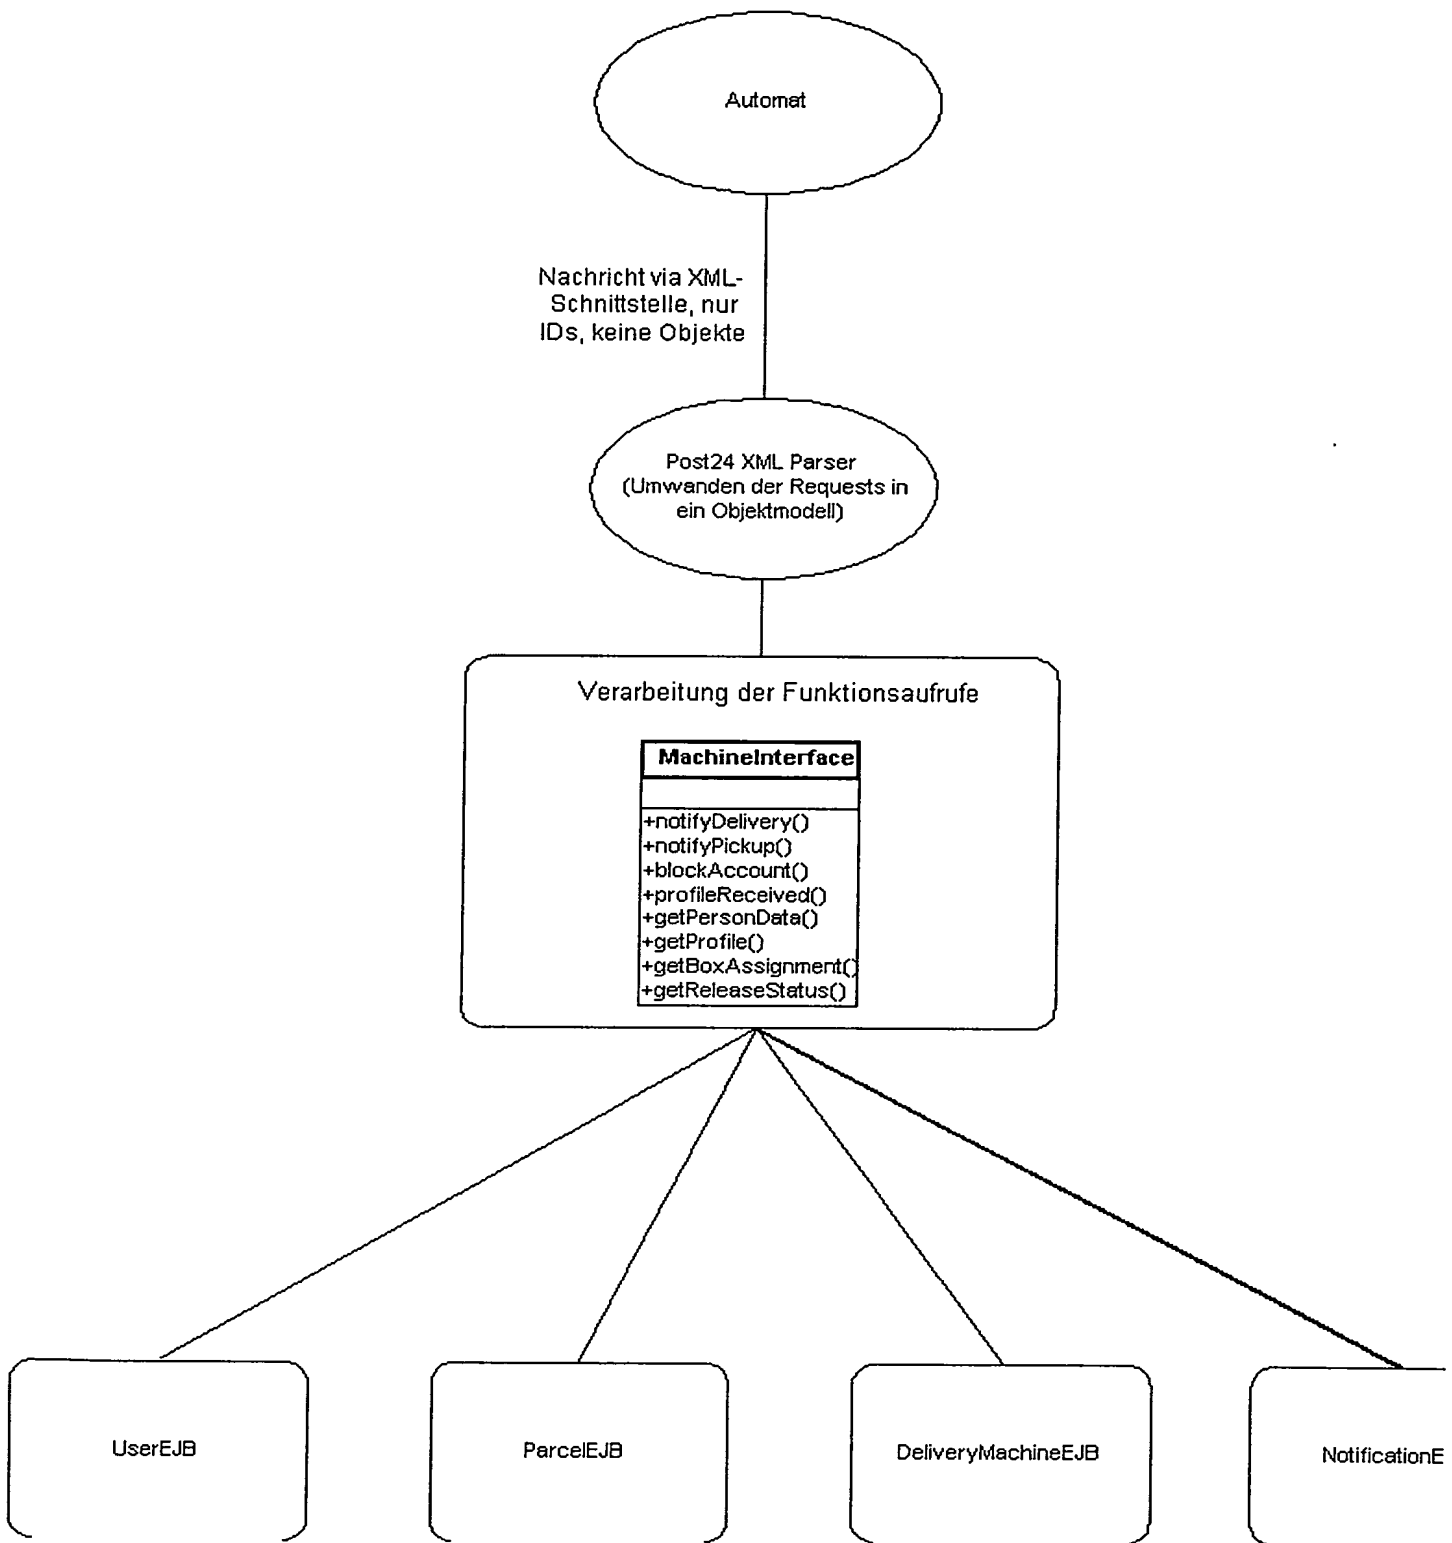 Automat
Nachricht via XML-
Schnittstelle, nur
IDs, keine Objekte
Post24 XML Parser
(Umwanden der Requests in
ein Objektmodell)
Verarbeitung der Funktionsaufrufe
MachineInterface
+notifyDelivery()
+notifyPickup()
+blockAccount()
+profileReceived()
+getPersonData()
+getProfile()
+getBoxAssignment()
+getReleaseStatus()
UserEJB
ParcelEJB
DeliveryMachineEJB
NotificationE